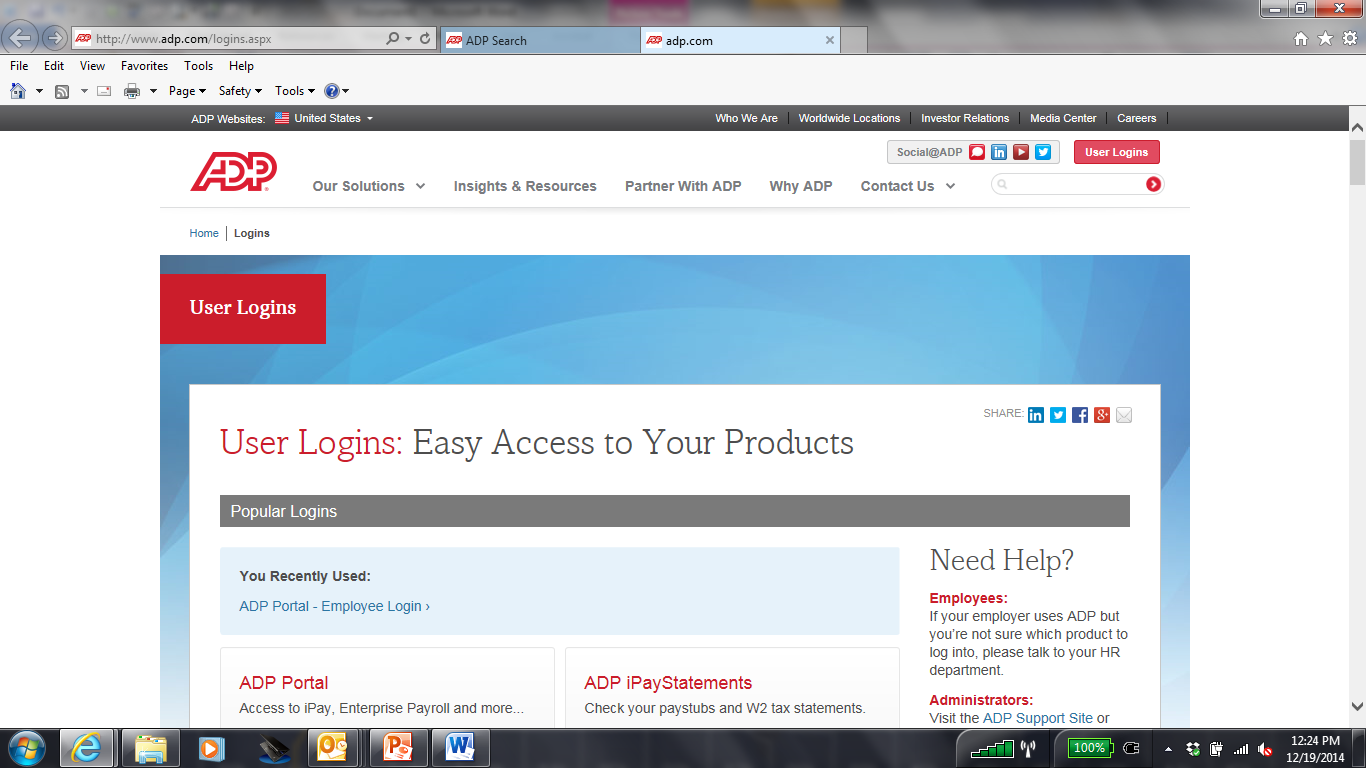 http://www.adp.com/logins.aspx
ADP Search
adp.com
File Edit View Favorites Tools Help
Page Safety Tools
ADP Websites: United States
Who We Are Worldwide Locations Investor Relations Media Center Careers
Social@ADP User Logins
ADP
Our Solutions Insights & Resources Partner With ADP Why ADP Contact Us
Home Logins
User Logins
SHARE:
User Logins: Easy Access to Your Products
Popular Logins
You Recently Used:
ADP Portal - Employee Login ›
ADP Portal
Access to iPay, Enterprise Payroll and more...
ADP iPayStatements
Check your paystubs and W2 tax statements.
Need Help?
Employees:
If your employer uses ADP but
you're not sure which product to
log into, please talk to your HR
department.
Administrators:
Visit the ADP Support Site or
100%
12:24 PM
12/19/2014